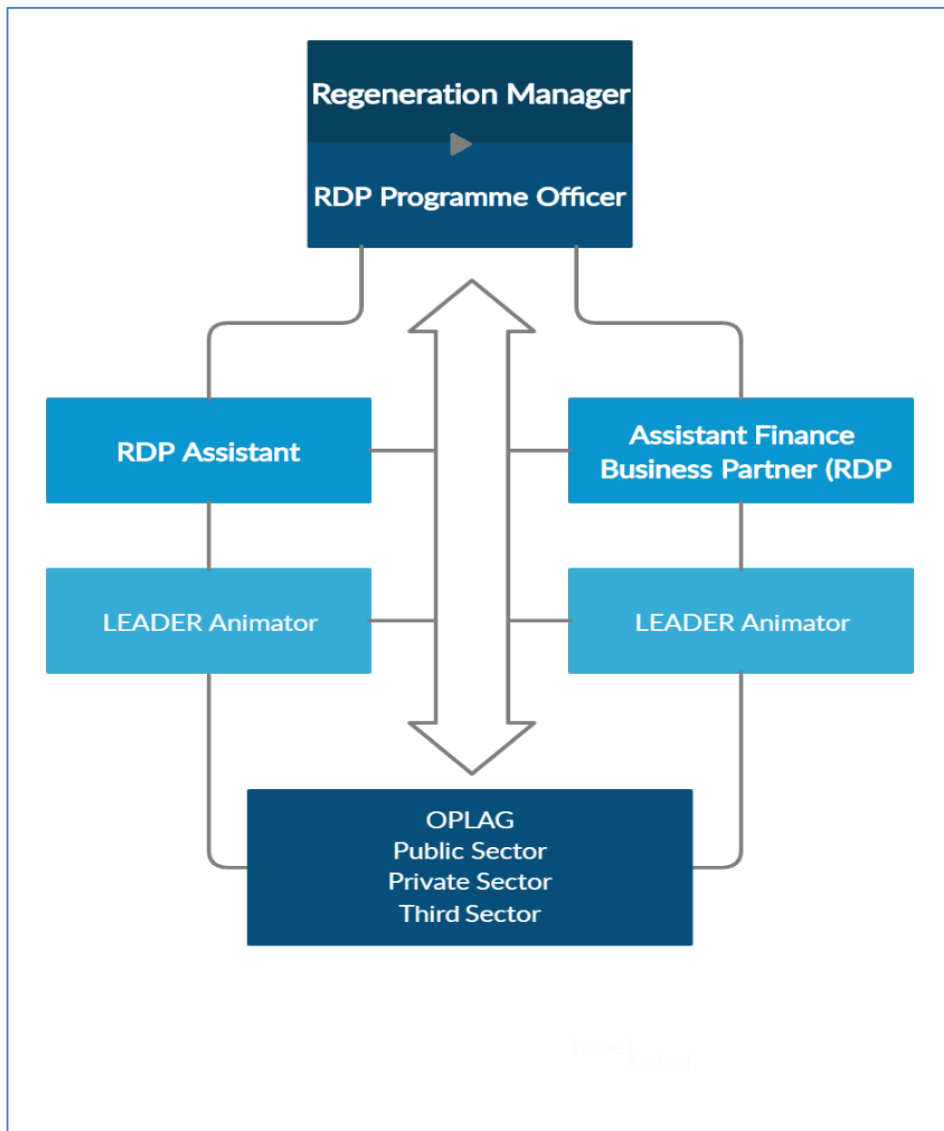 Regeneration Manager
RDP Programme Officer
RDP Assistant
Assistant Finance
Business Partner (RDP
LEADER Animator
LEADER Animator
OPLAG
Public Sector
Private Sector
Third Sector